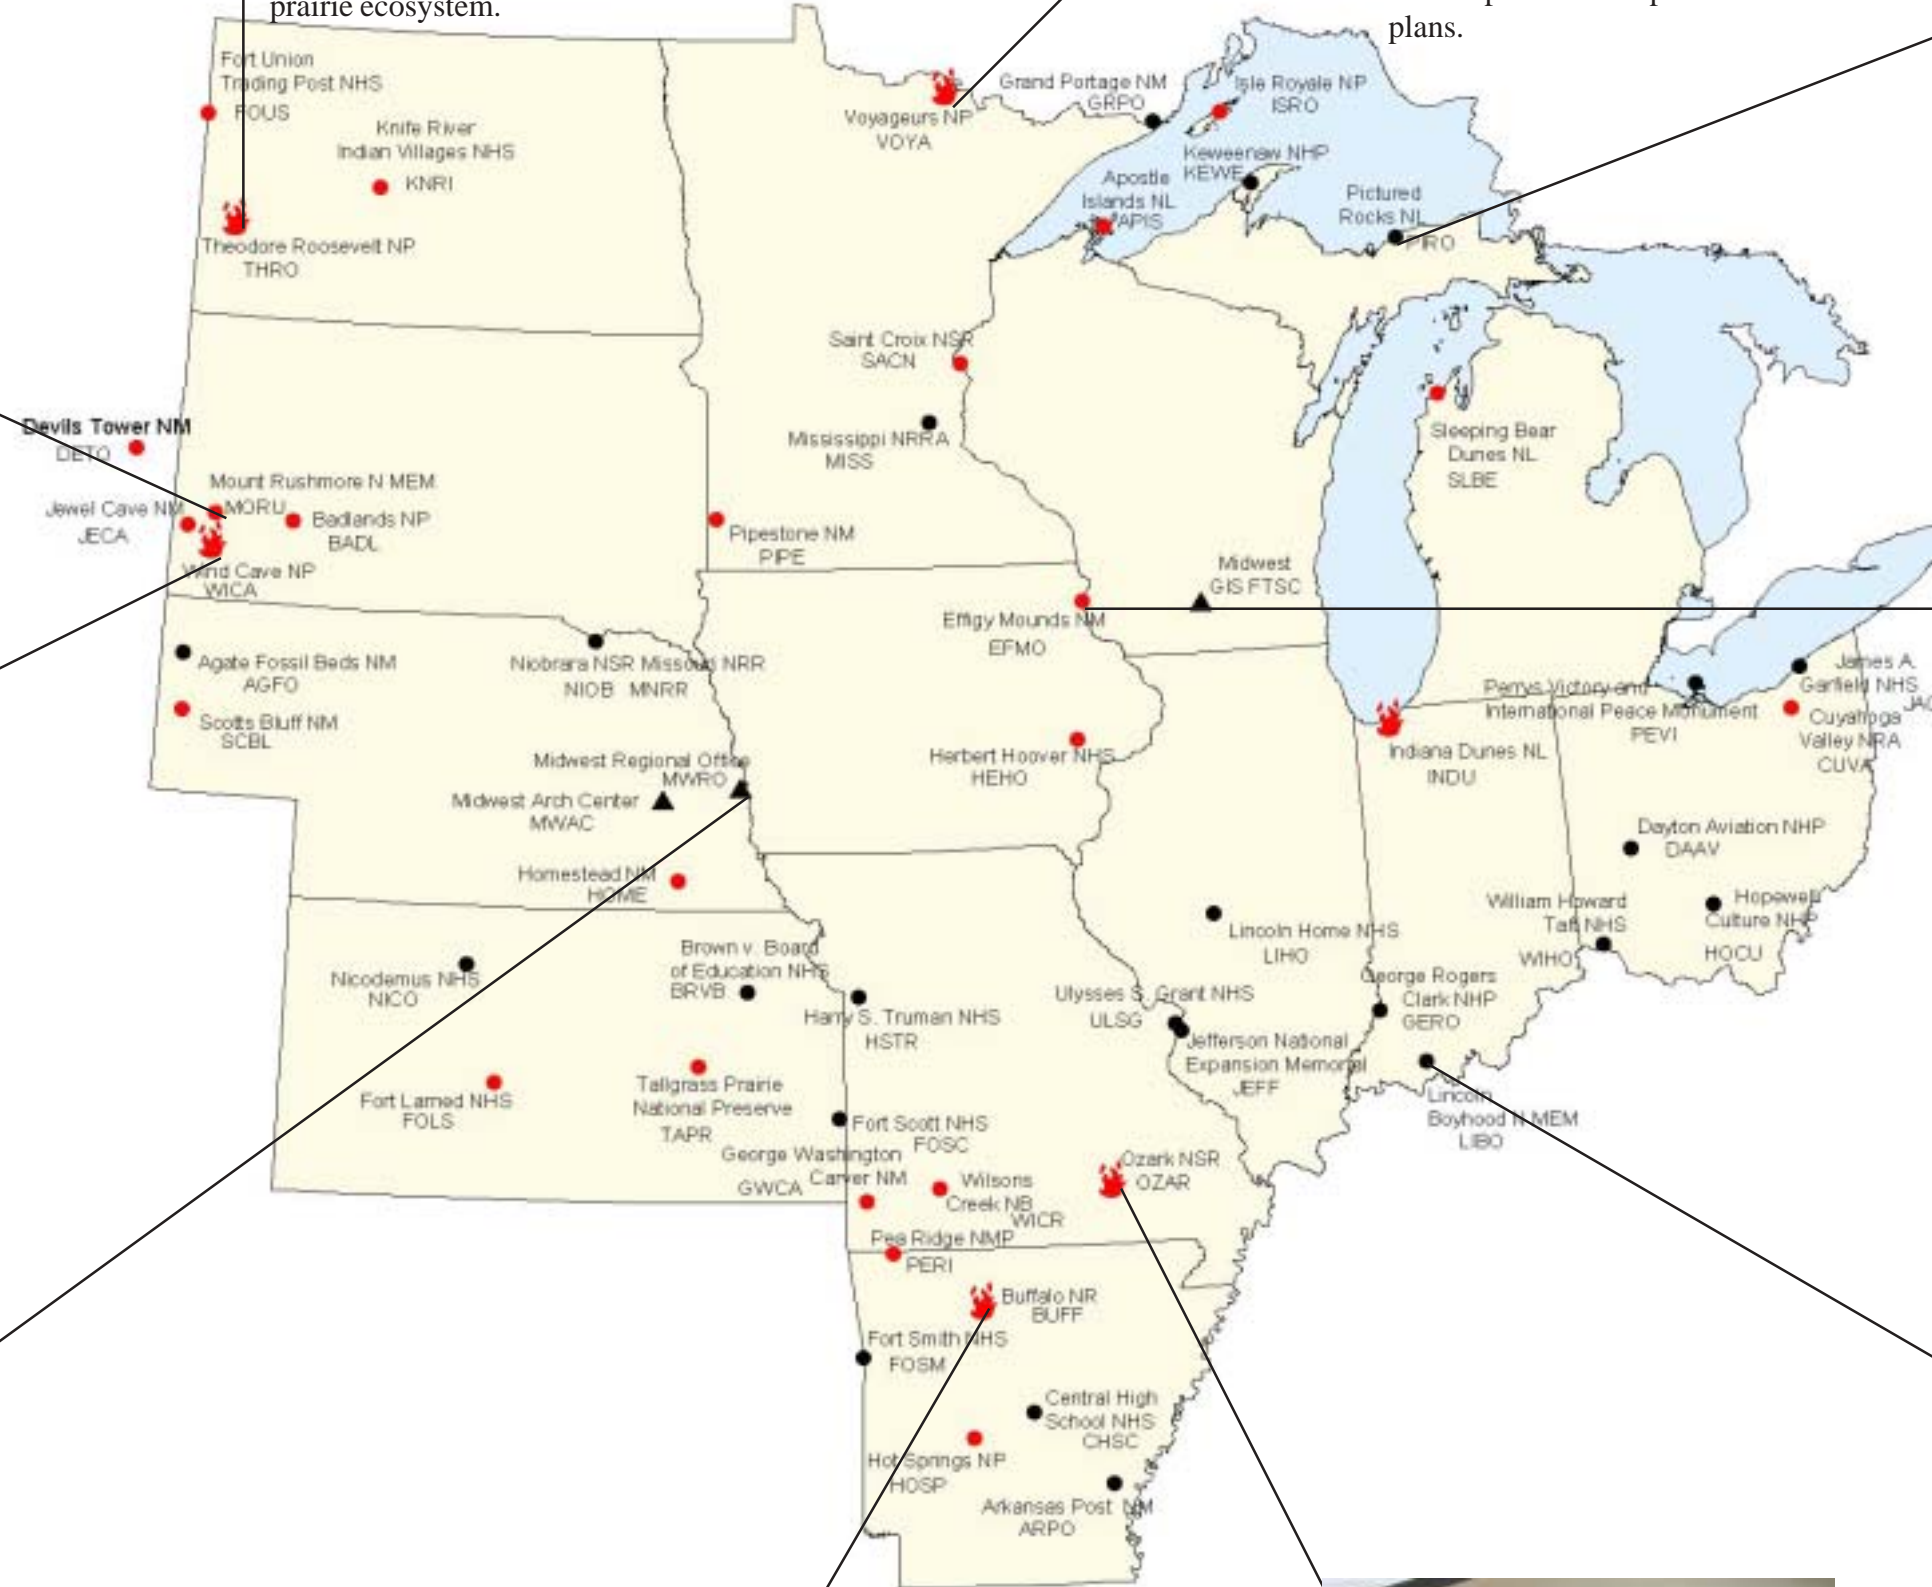 prairie ecosystem.
plans.
Fort Union
Trading Post NHS
FOUS
Knife River
Indian Villages NHS
KNRI
Theodore Roosevelt NP
THRO
Voyageurs NP
VOYA
Grand Portage NM
GRPO
Isle Royale NP
ISRO
Keweenaw NHP
KEWE
Apostle
Islands NL
APIS
Pictured
Rocks NL
PIRO
Saint Croix NSR
SACN
Mississippi NRRA
MISS
Sleeping Bear
Dunes NL
SLBE
Devils Tower NM
DETO
Mount Rushmore N MEM
MORU
Jewel Cave NM
JECA
Badlands NP
BADL
Wind Cave NP
WICA
Pipestone NM
PIPE
Midwest
GIS FTSC
Effigy Mounds NM
EFMO
Agate Fossil Beds NM
AGFO
Niobrara NSR Missouri NRR
NIOB MNRR
Scotts Bluff NM
SCBL
Perrys Victory and
International Peace Monument
PEVI
James A.
Garfield NHS
Cuyahoga
Valley NRA
CUVA
Indiana Dunes NL
INDU
Herbert Hoover NHS
HEHO
Midwest Regional Office
MWRO
Midwest Arch Center
MWAC
Homestead NM
HOME
Dayton Aviation NHP
DAAV
Hopewell
Culture NHP
HOCU
William Howard
Taft NHS
WIHO
Lincoln Home NHS
LIHO
George Rogers
Clark NHP
GERO
Nicodemus NHS
NICO
Brown v. Board
of Education NHS
BRVB
Harry S. Truman NHS
HSTR
Ulysses S. Grant NHS
ULSG
Jefferson National
Expansion Memorial
JEFF
Lincoln
Boyhood N MEM
LIBO
Fort Larned NHS
FOLS
Tallgrass Prairie
National Preserve
TAPR
Fort Scott NHS
FOSC
George Washington
Carver NM
GWCA
Wilsons
Creek NB
WICR
Ozark NSR
OZAR
Pea Ridge NMP
PERI
Buffalo NR
BUFF
Fort Smith NHS
FOSM
Central High
School NHS
CHSC
Hot Springs NP
HOSP
Arkansas Post NM
ARPO